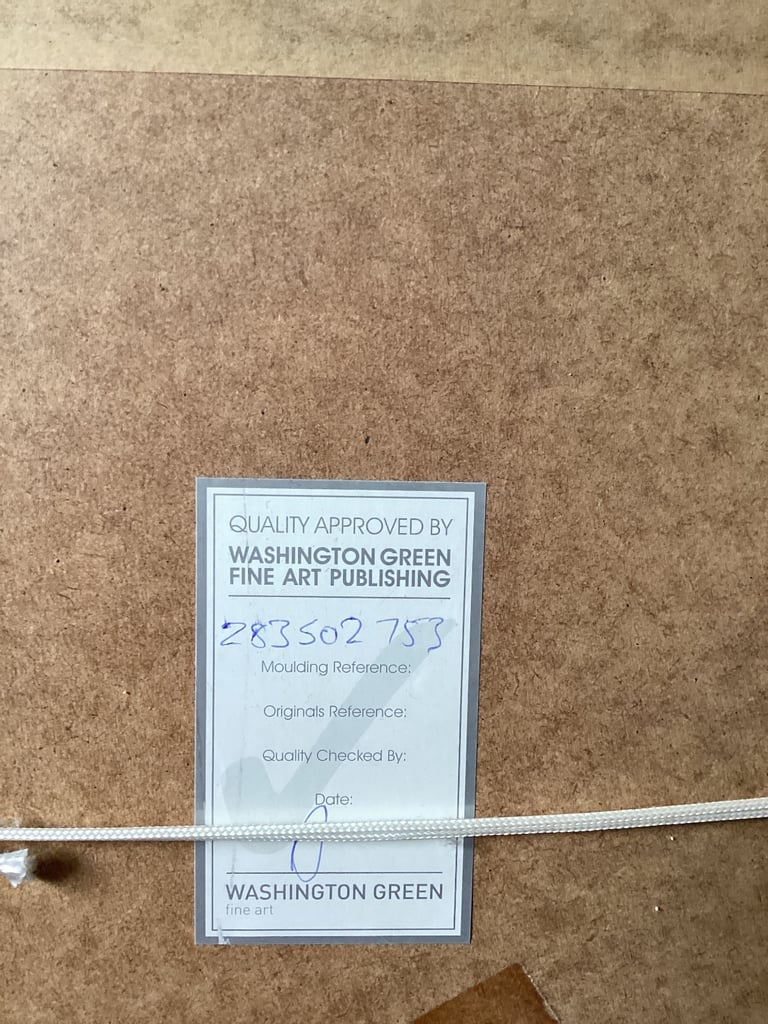 QUALITY APPROVED BY
WASHINGTON GREEN
FINE ART PUBLISHING
283502 753
Moulding Reference:
Originals Reference:
Quality Checked By:
Date:
WASHINGTON GREEN
fine art